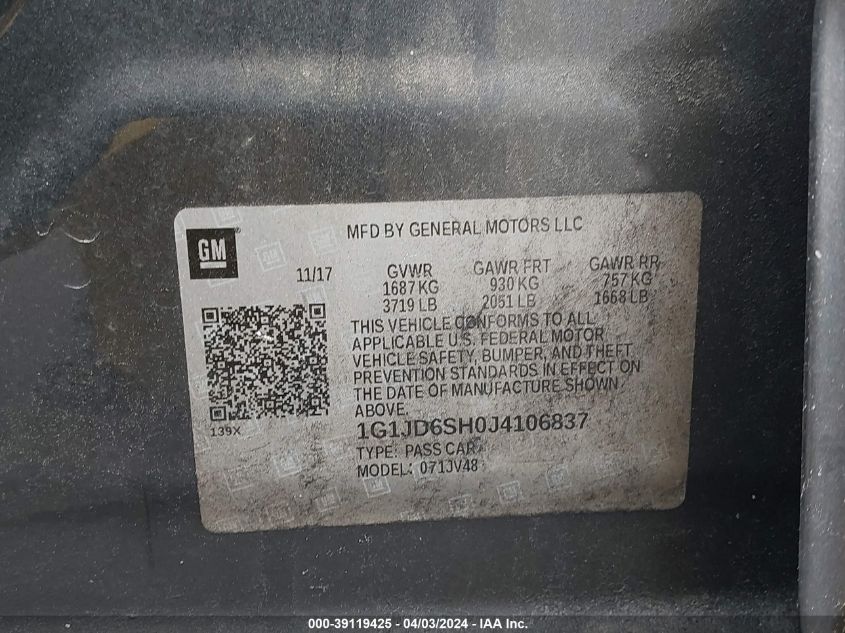 GM
MFD BY GENERAL MOTORS LLC
11/17
GVWR
GAWR FRT
GAWR RR
1687 KG
930 KG
757 KG
3719 LB
2051 LB
1668 LB
THIS VEHICLE CONFORMS TO ALL
APPLICABLE U.S. FEDERAL MOTOR
VEHICLE SAFETY, BUMPER, AND THEFT
PREVENTION STANDARDS IN EFFECT ON
THE DATE OF MANUFACTURE SHOWN
ABOVE.
139X
1G1JD6SH0J4106837
TYPE: PASS CAR
MODEL: 071JV48
000-39119425 - 04/03/2024 - IAA Inc.